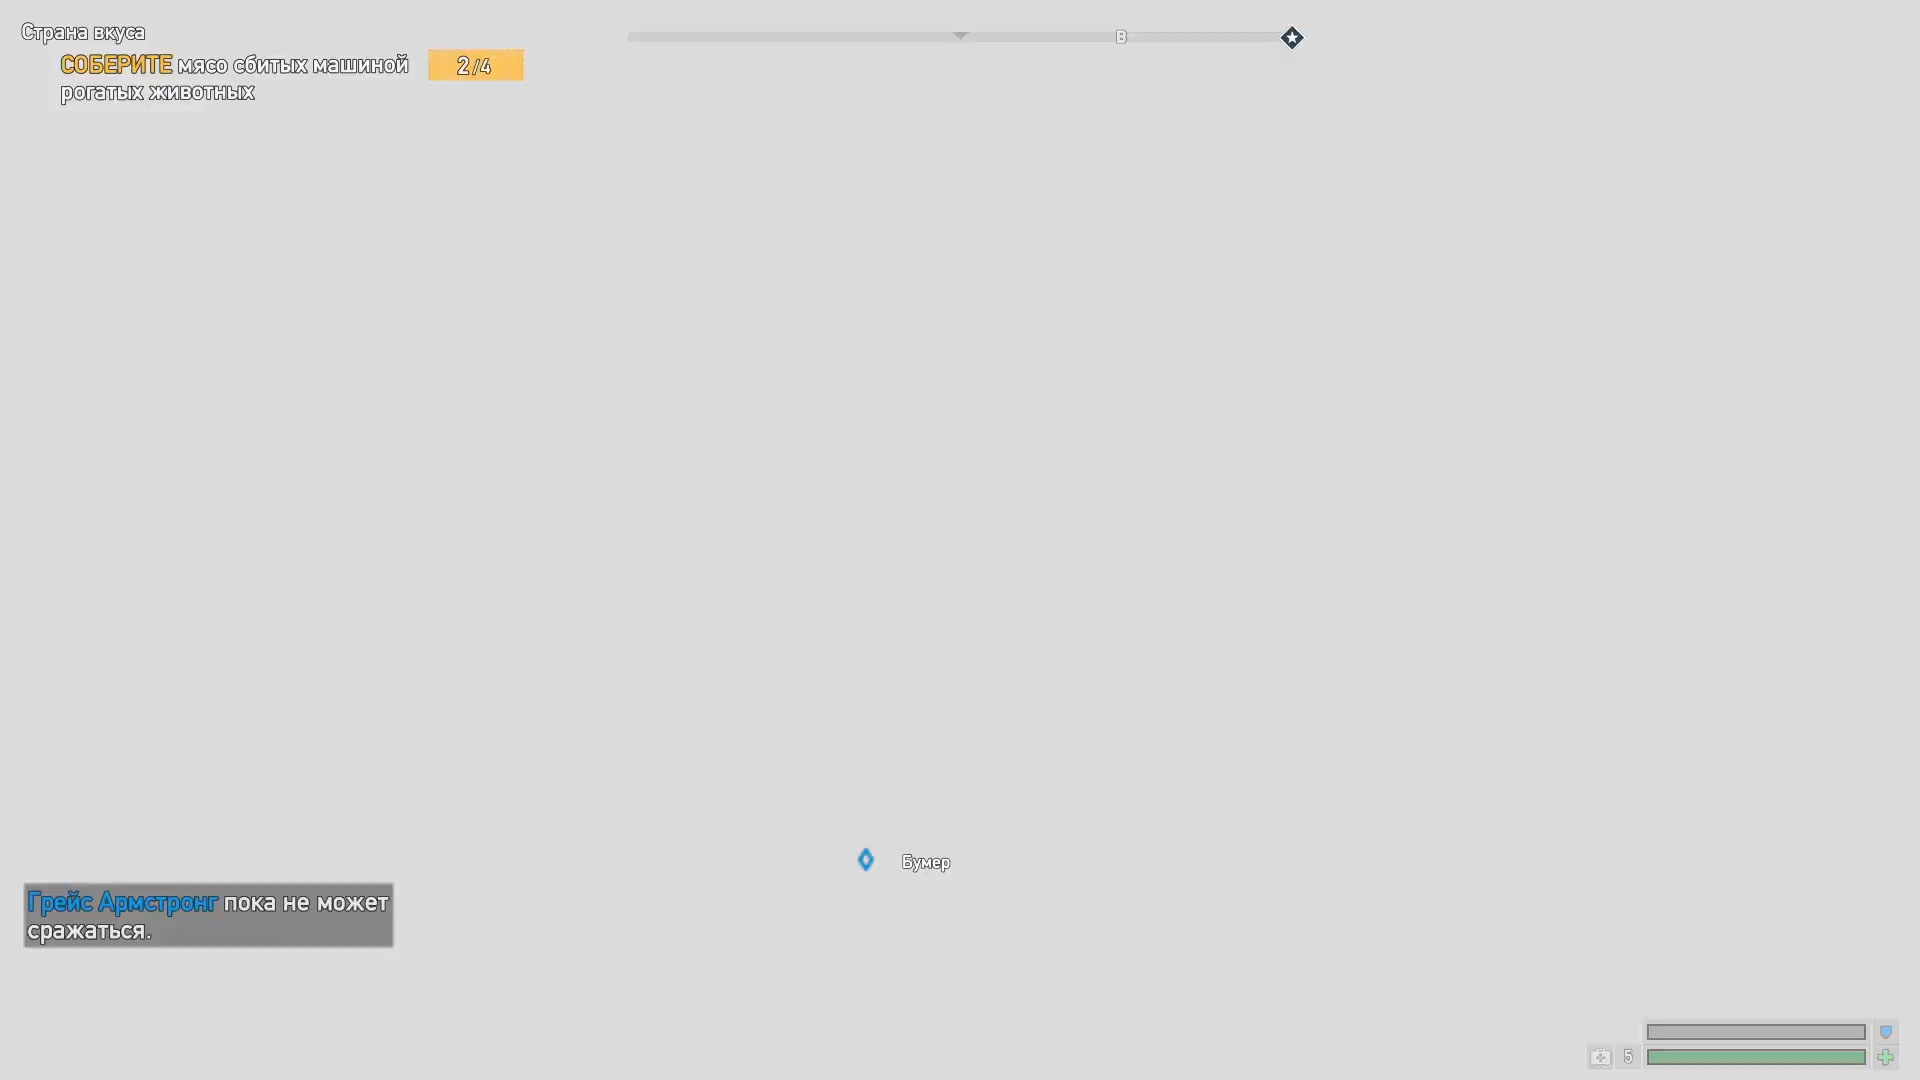 Страна вкуса
СОБЕРИТЕ мясо сбитых машиной 2/4
рогатых животных
В
Бумер
Грейс Армстронг пока не может
сражаться.
5